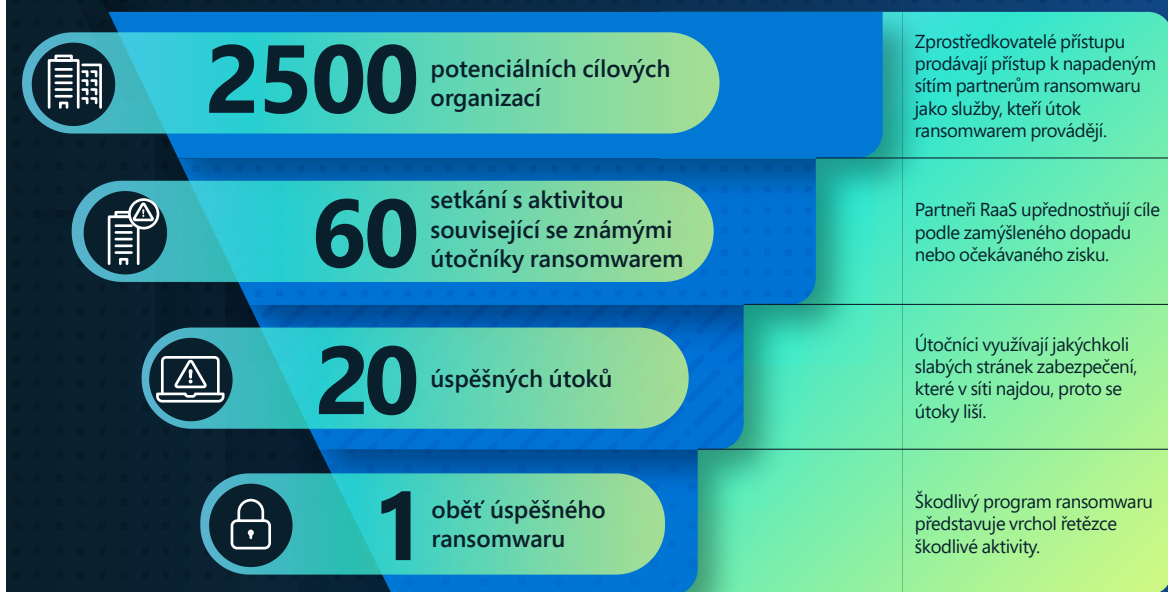 2500
potenciálních cílových
organizací
Zprostředkovatelé přístupu
prodávají přístup k napadeným
sítím partnerům ransomwaru
jako služby, kteří útok
ransomwarem provádějí.
60
setkání s aktivitou
související se známými
útočníky ransomwarem
Partneři RaaS upřednostňují cíle
podle zamýšleného dopadu
nebo očekávaného zisku.
20
úspěšných útoků
Útočníci využívají jakýchkoli
slabých stránek zabezpečení,
které v síti najdou, proto se
útoky liší.
1
oběť úspěšného
ransomwaru
Škodlivý program ransomwaru
představuje vrchol řetězce
škodlivé aktivity.